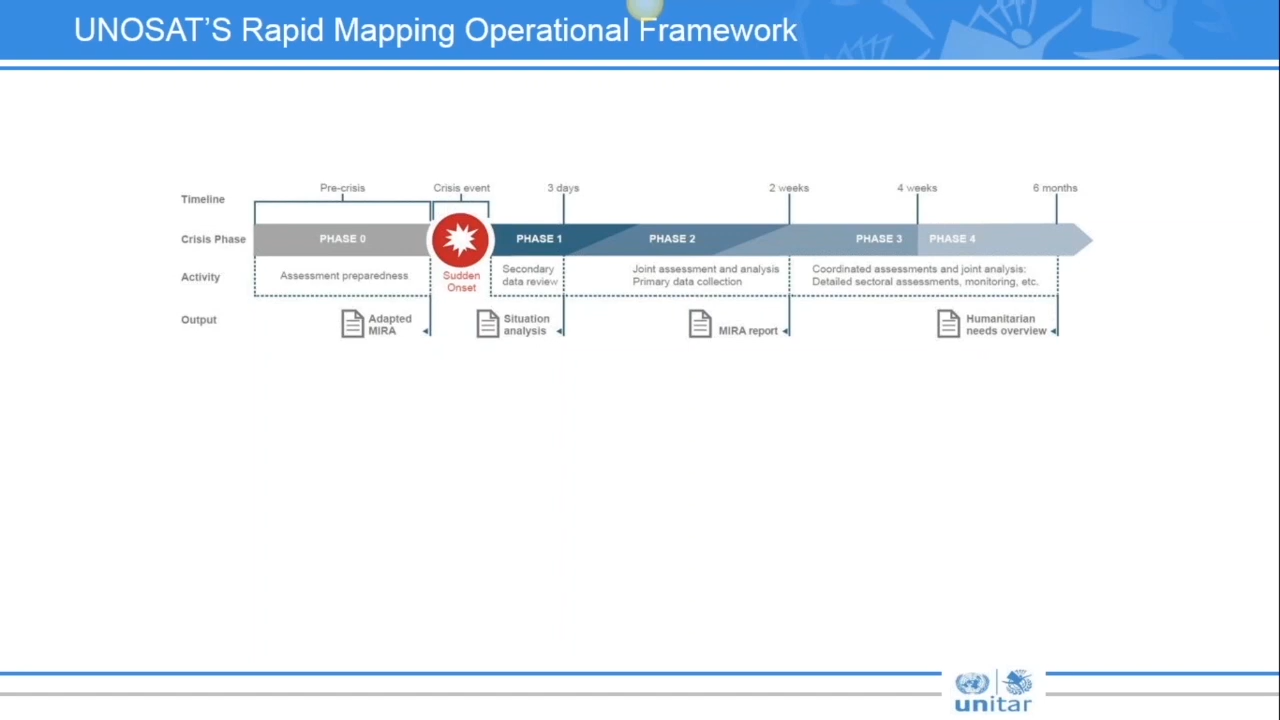 UNOSAT'S Rapid Mapping Operational Framework
Timeline
Pre-crisis
Crisis event
3 days
2 weeks
4 weeks
6 months
Crisis Phase
PHASE 0
PHASE 1
PHASE 2
PHASE 3
PHASE 4
Activity
Assessment preparedness
Sudden
Onset
Secondary
data review
Joint assessment and analysis
Primary data collection
Coordinated assessments and joint analysis:
Detailed sectoral assessments, monitoring, etc.
Output
Adapted
MIRA
Situation
analysis
MIRA report
Humanitarian
needs overview
unitar